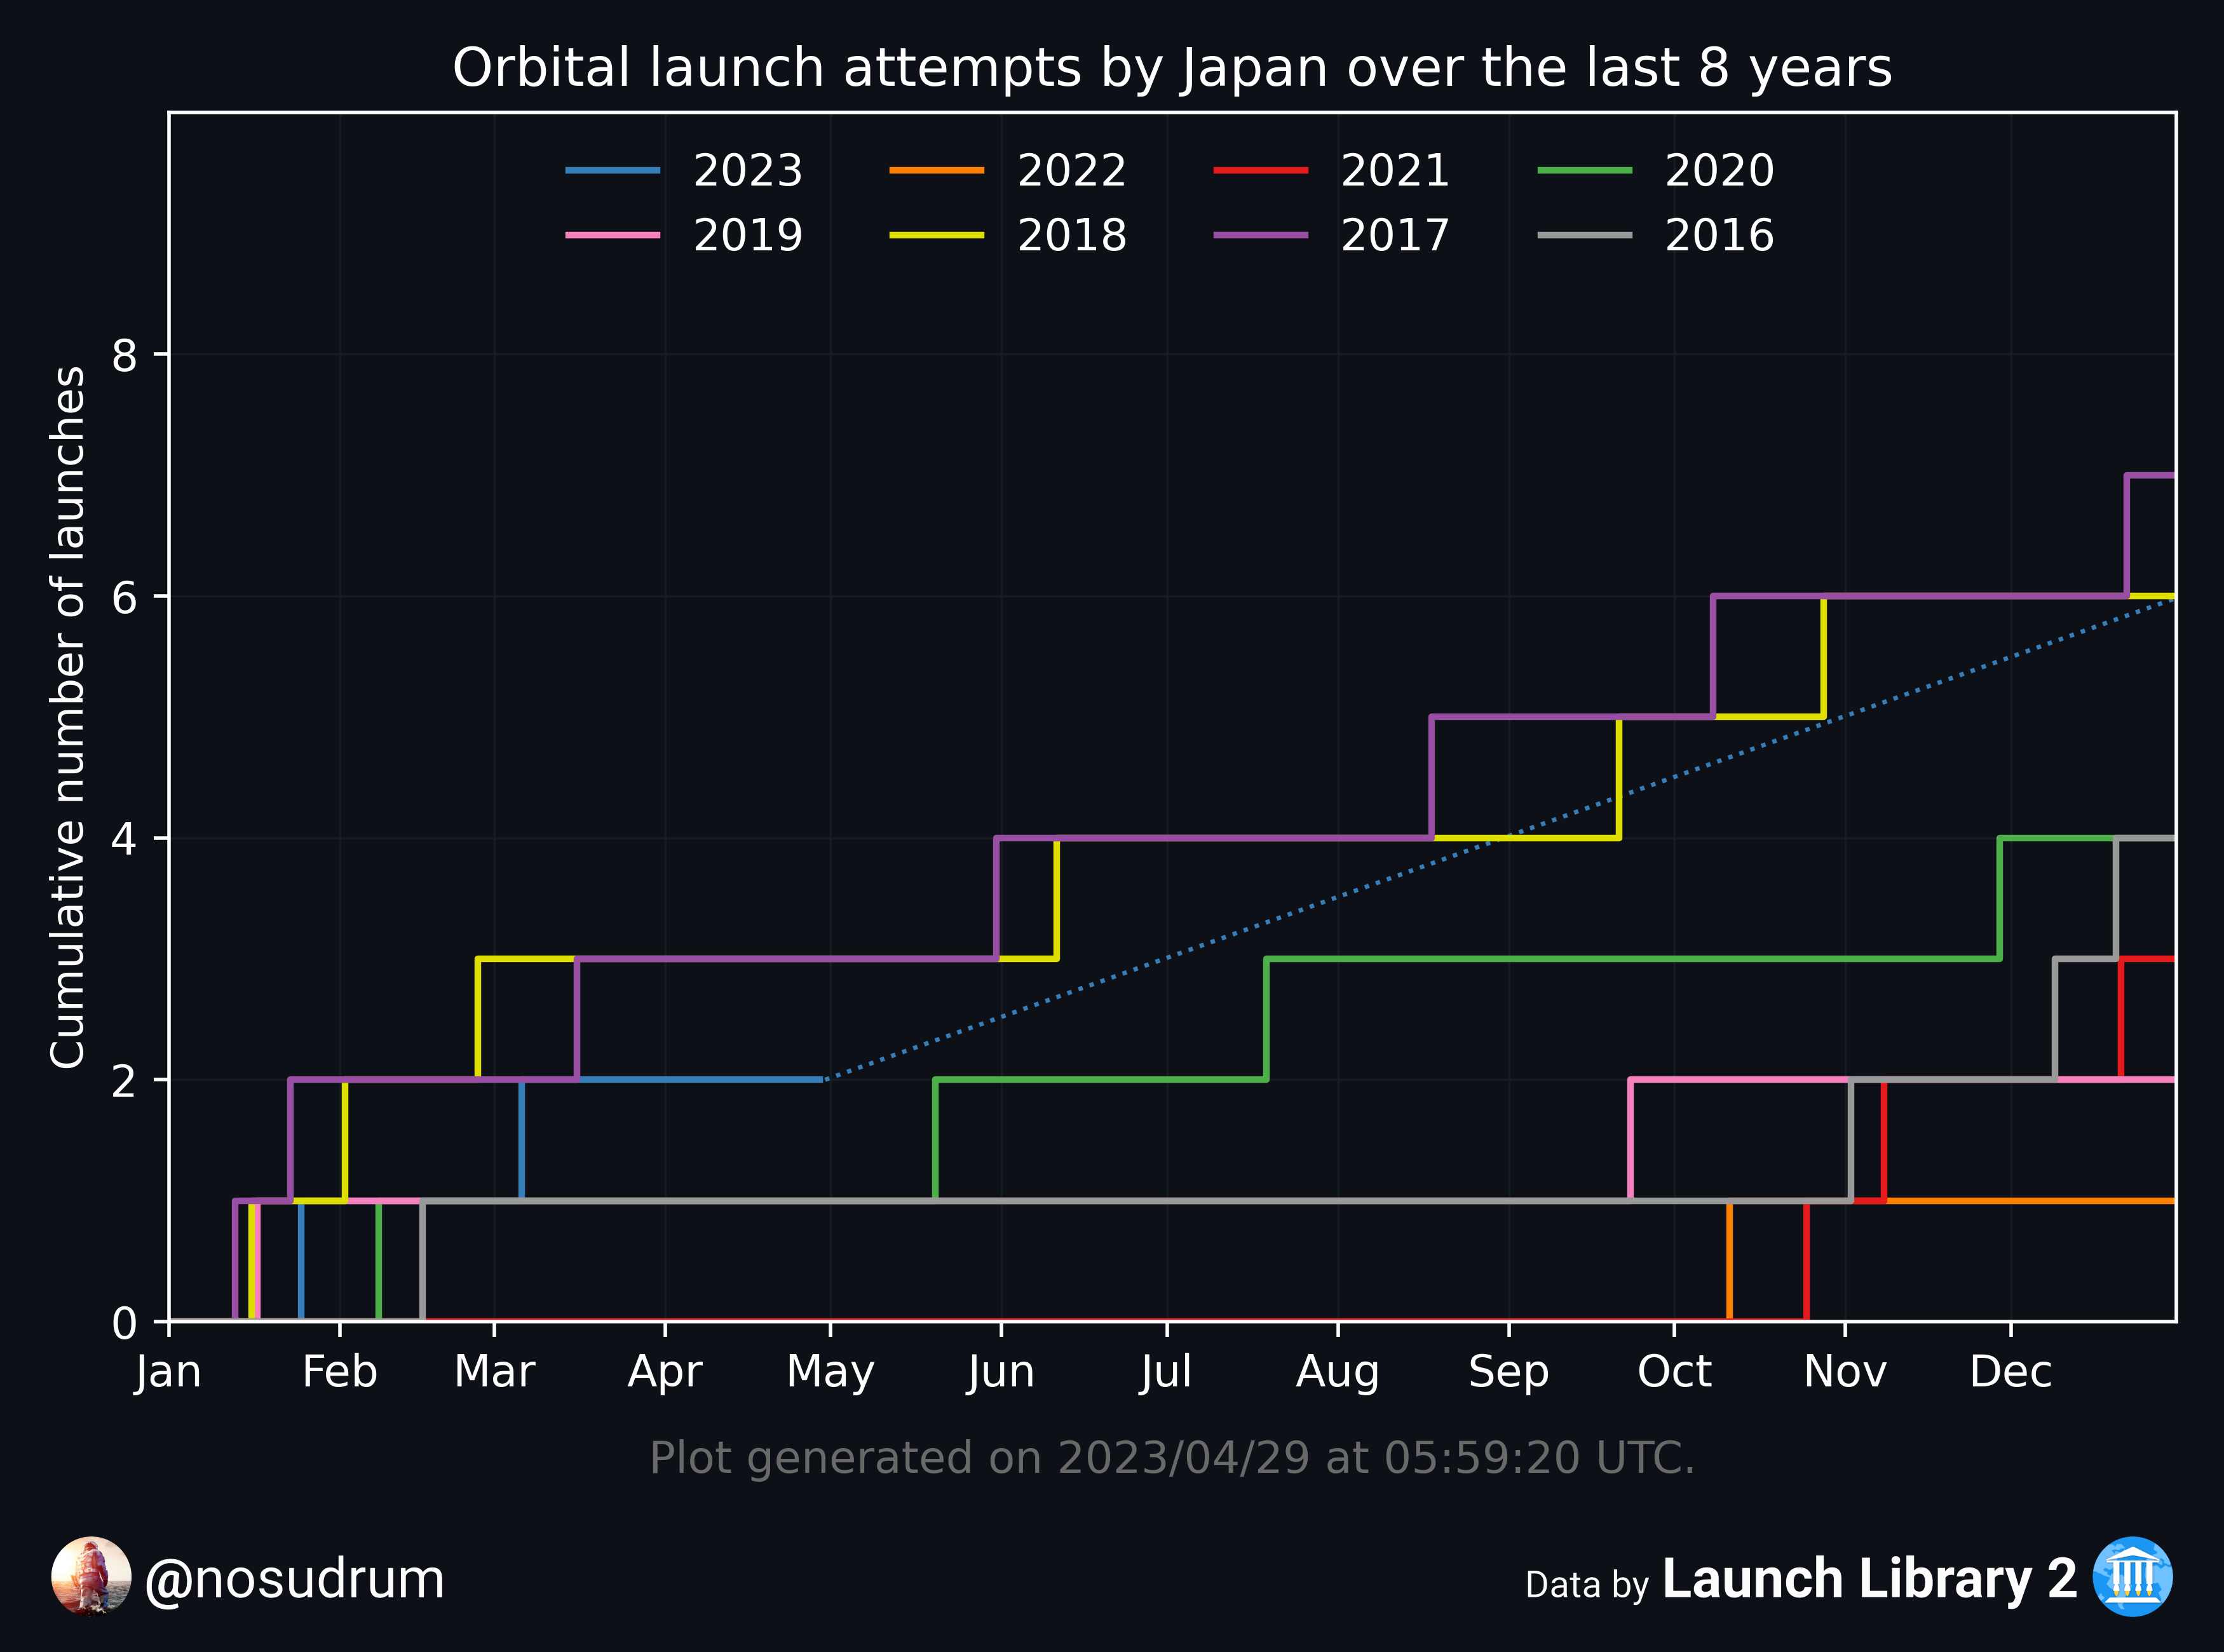 Orbital launch attempts by Japan over the last 8 years
2023 2022 2021 2020
2019 2018 2017 2016
Cumulative number of launches
8
6
4
2
0
Jan Feb Mar Apr May Jun Jul Aug Sep Oct Nov Dec
Plot generated on 2023/04/29 at 05:59:20 UTC.
@nosudrum
Data by Launch Library 2